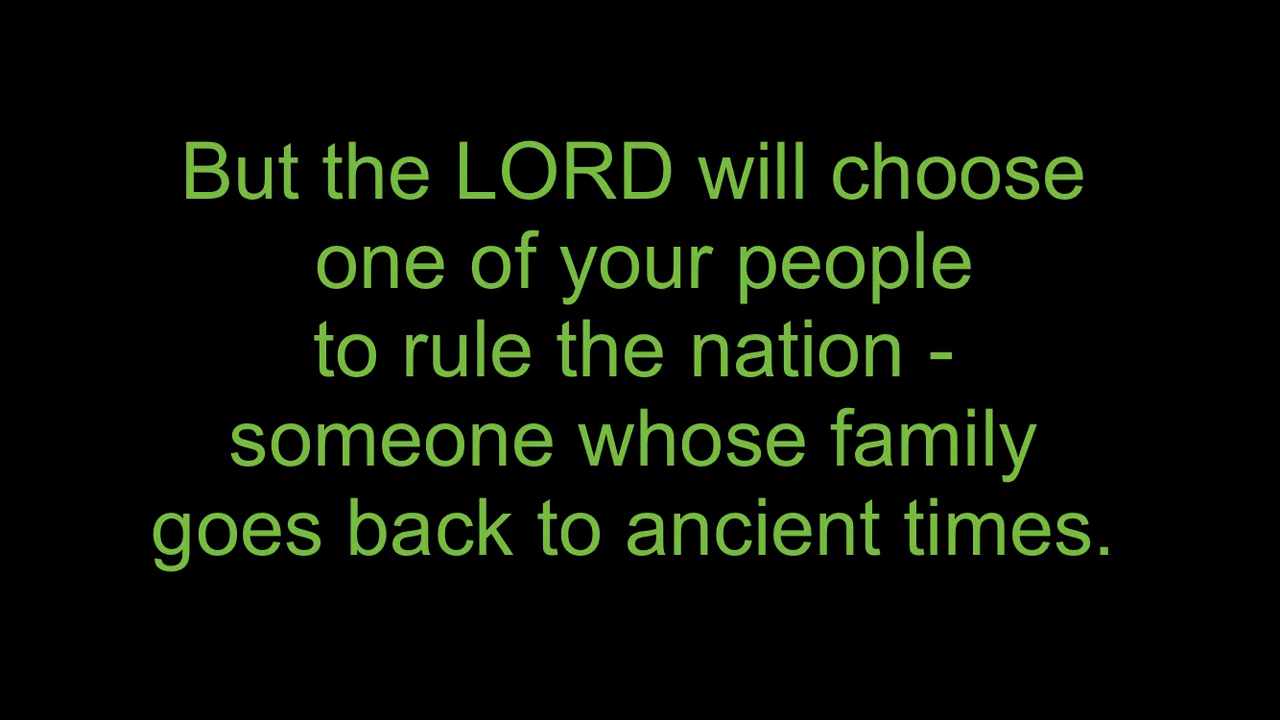 But the LORD will choose
one of your people
to rule the nation -
someone whose family
goes back to ancient times.